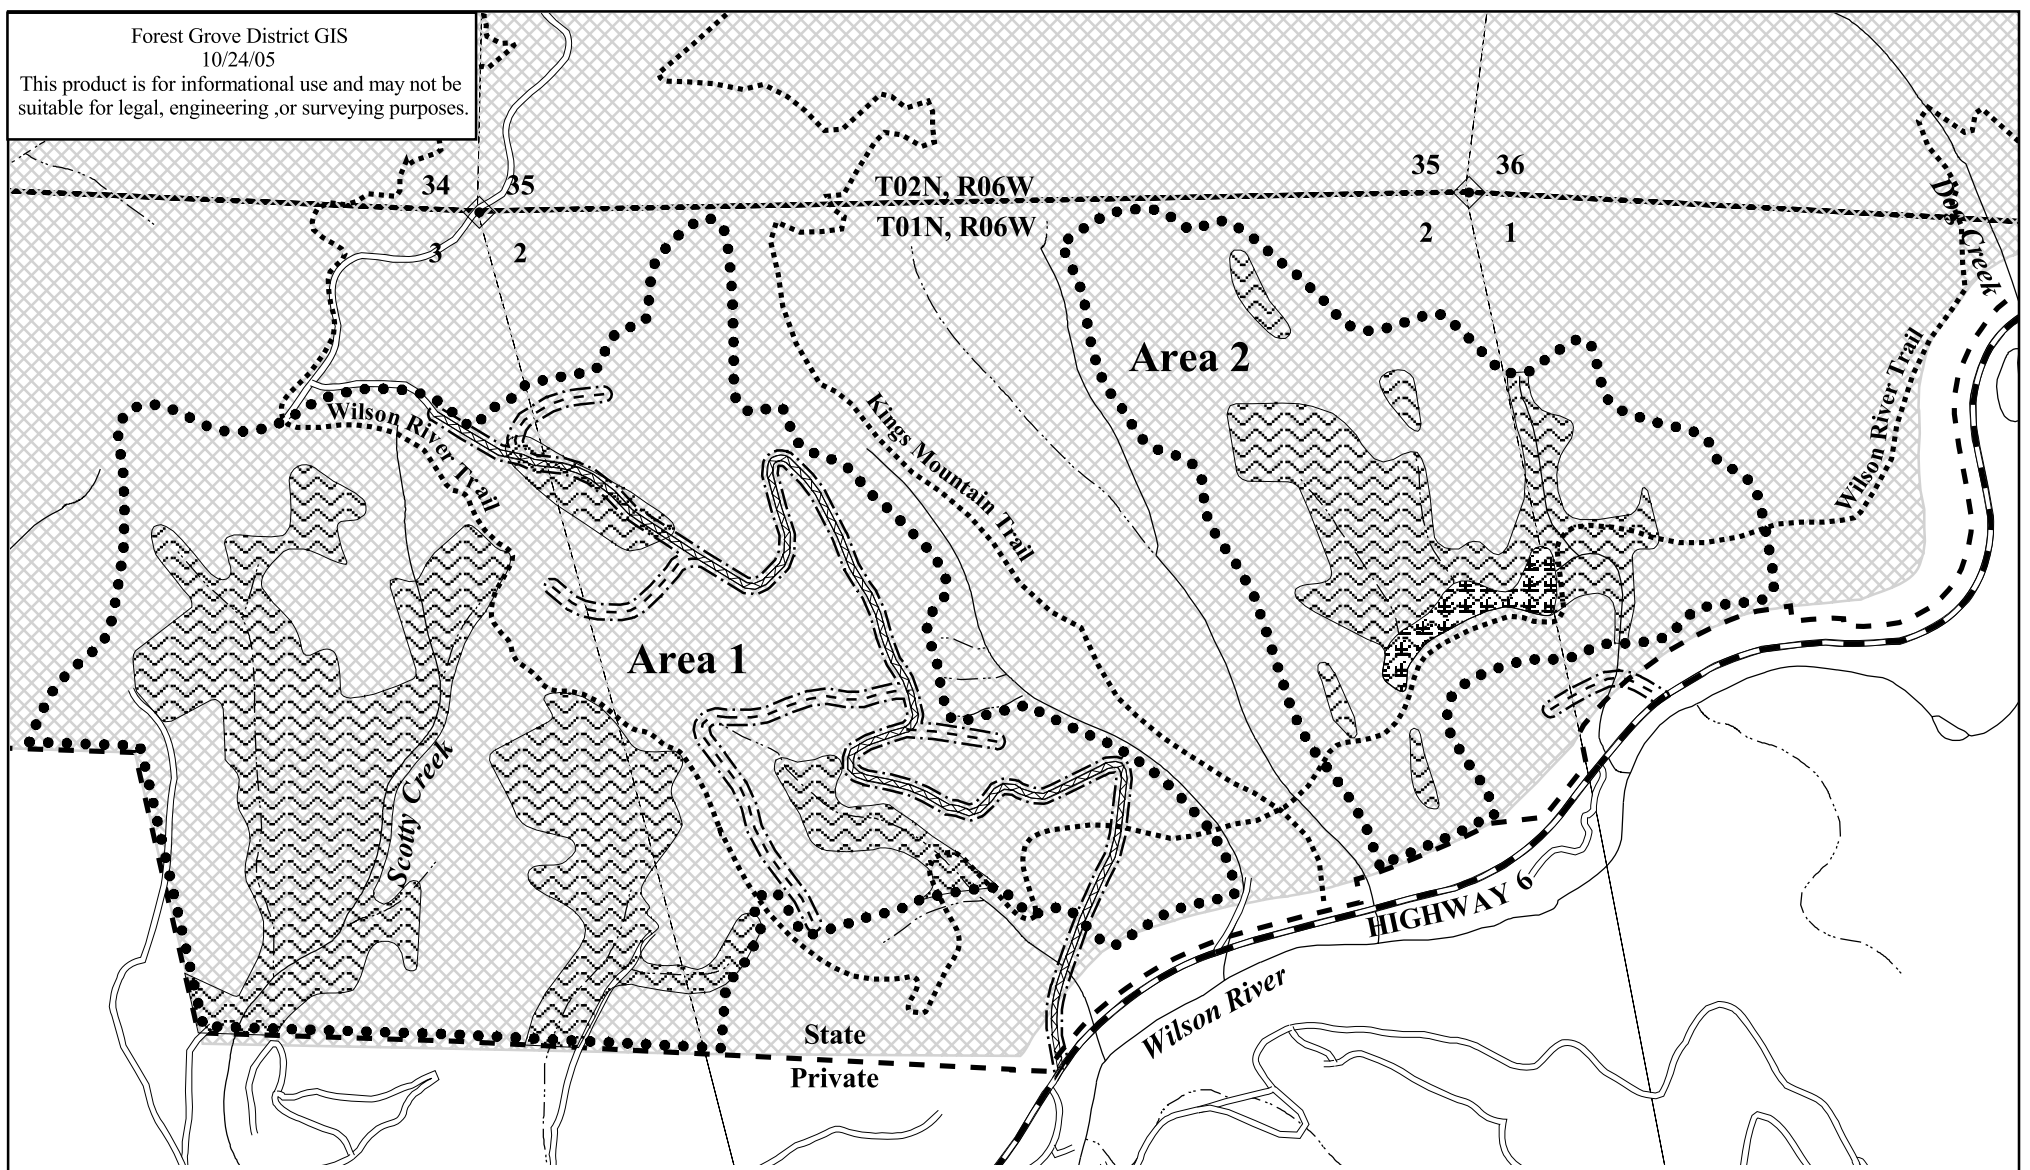 Forest Grove District GIS
10/24/05
This product is for informational use and may not be
suitable for legal, engineering ,or surveying purposes.
34 35
T02N, R06W
35 36
T01N, R06W
3 2
2 1
Dog Creek
Area 2
Wilson River Trail
Wilson River Trail
Kings Mountain Trail
Area 1
Scotty Creek
HIGHWAY 6
Wilson River
State
Private